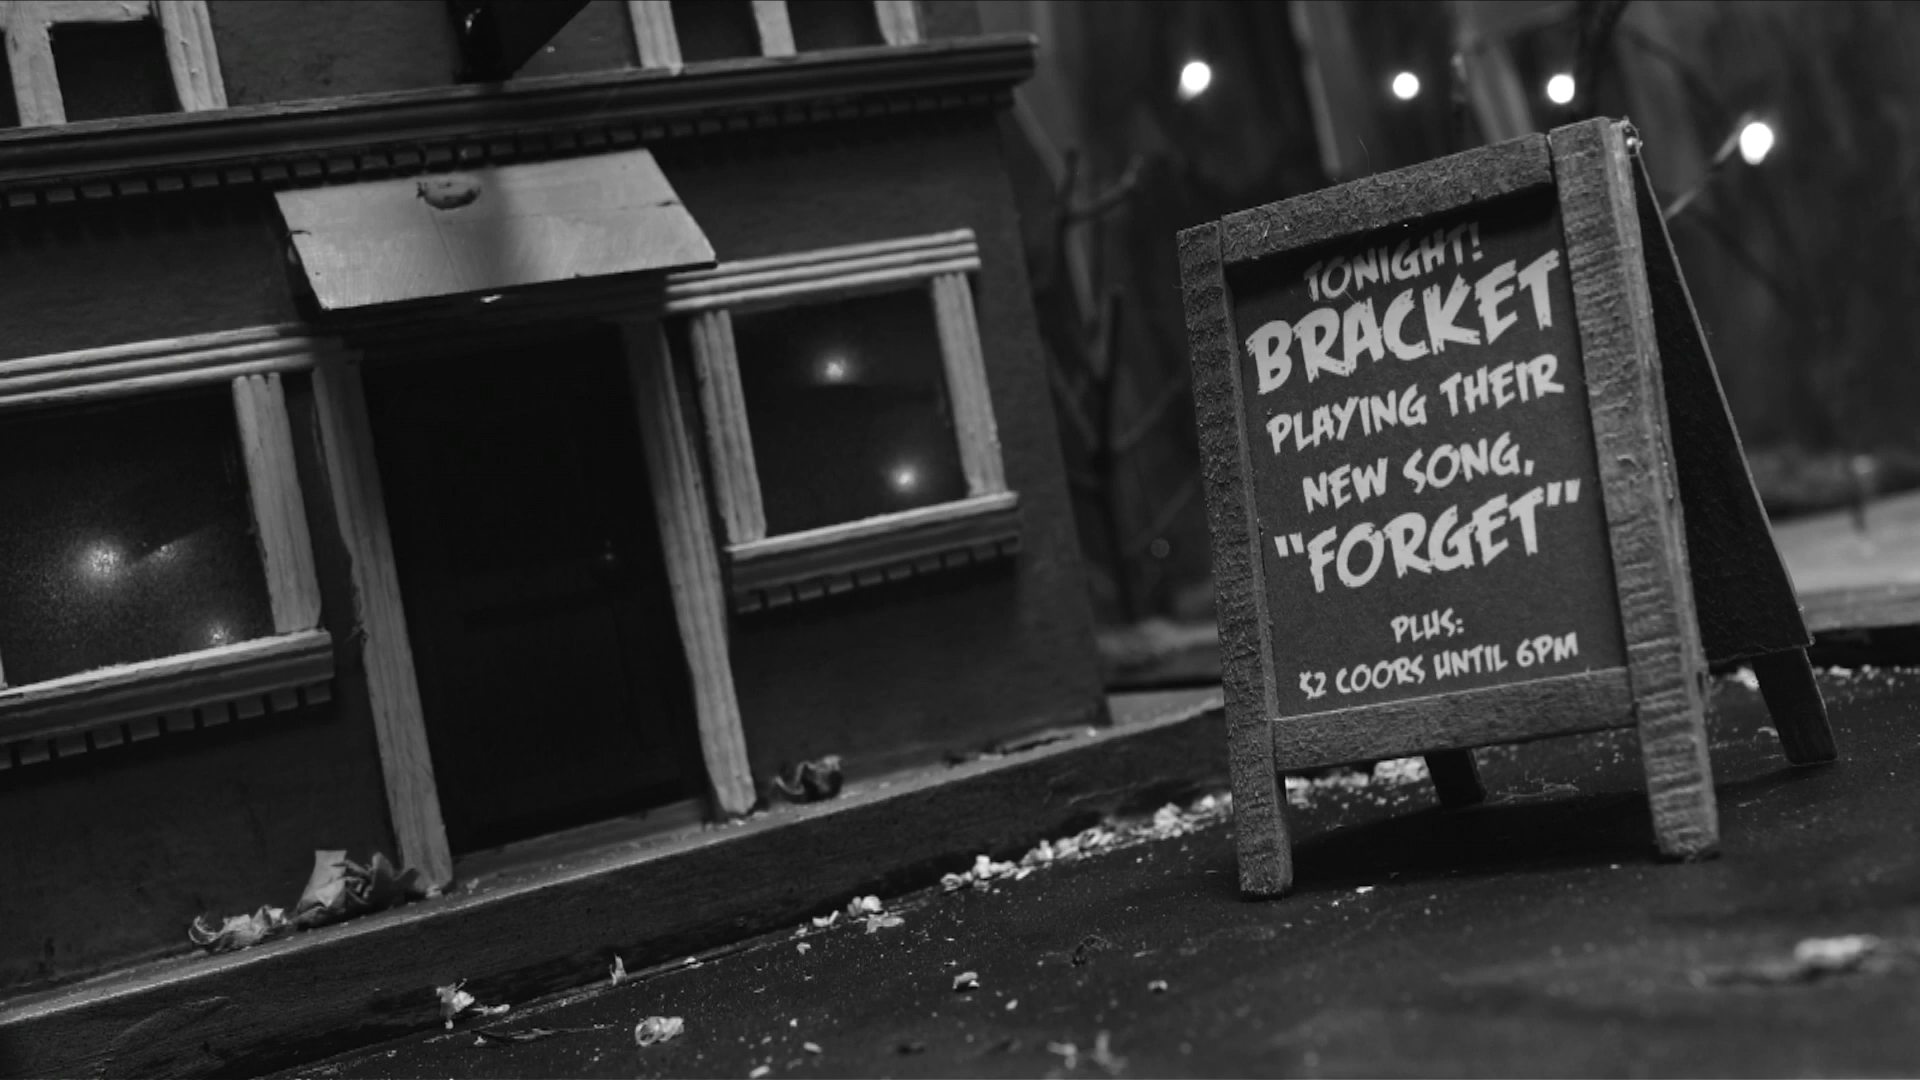 TONIGHT!
BRACKET
PLAYING THEIR
NEW SONG,
"FORGET"
PLUS:
$2 COORS UNTIL 6PM